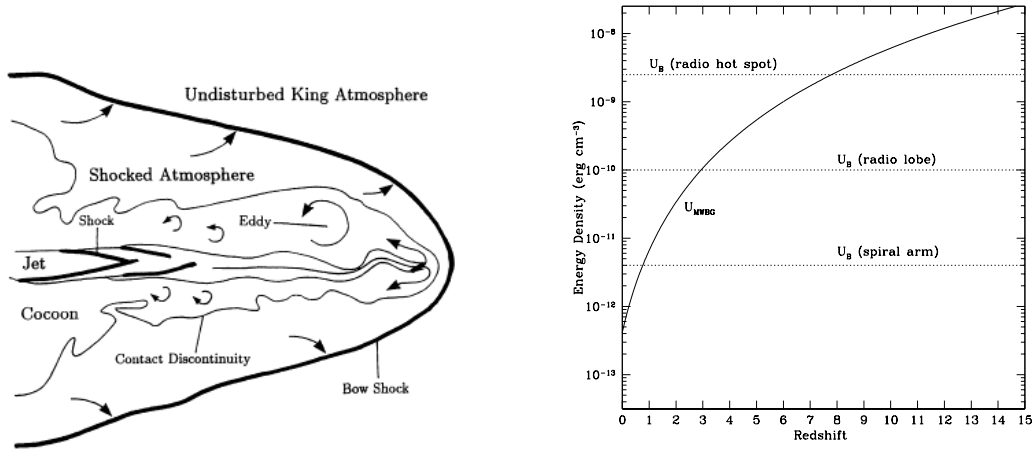 Undisturbed King Atmosphere
Shocked Atmosphere
Shock
Eddy
Jet
Cocoon
Contact Discontinuity
Bow Shock
10⁻⁸
10⁻⁹
10⁻¹⁰
10⁻¹¹
10⁻¹²
10⁻¹³
Energy Density (erg cm⁻³)
U_B (radio hot spot)
U_B (radio lobe)
U_MWBG
U_B (spiral arm)
0 1 2 3 4 5 6 7 8 9 10 11 12 13 14 15
Redshift